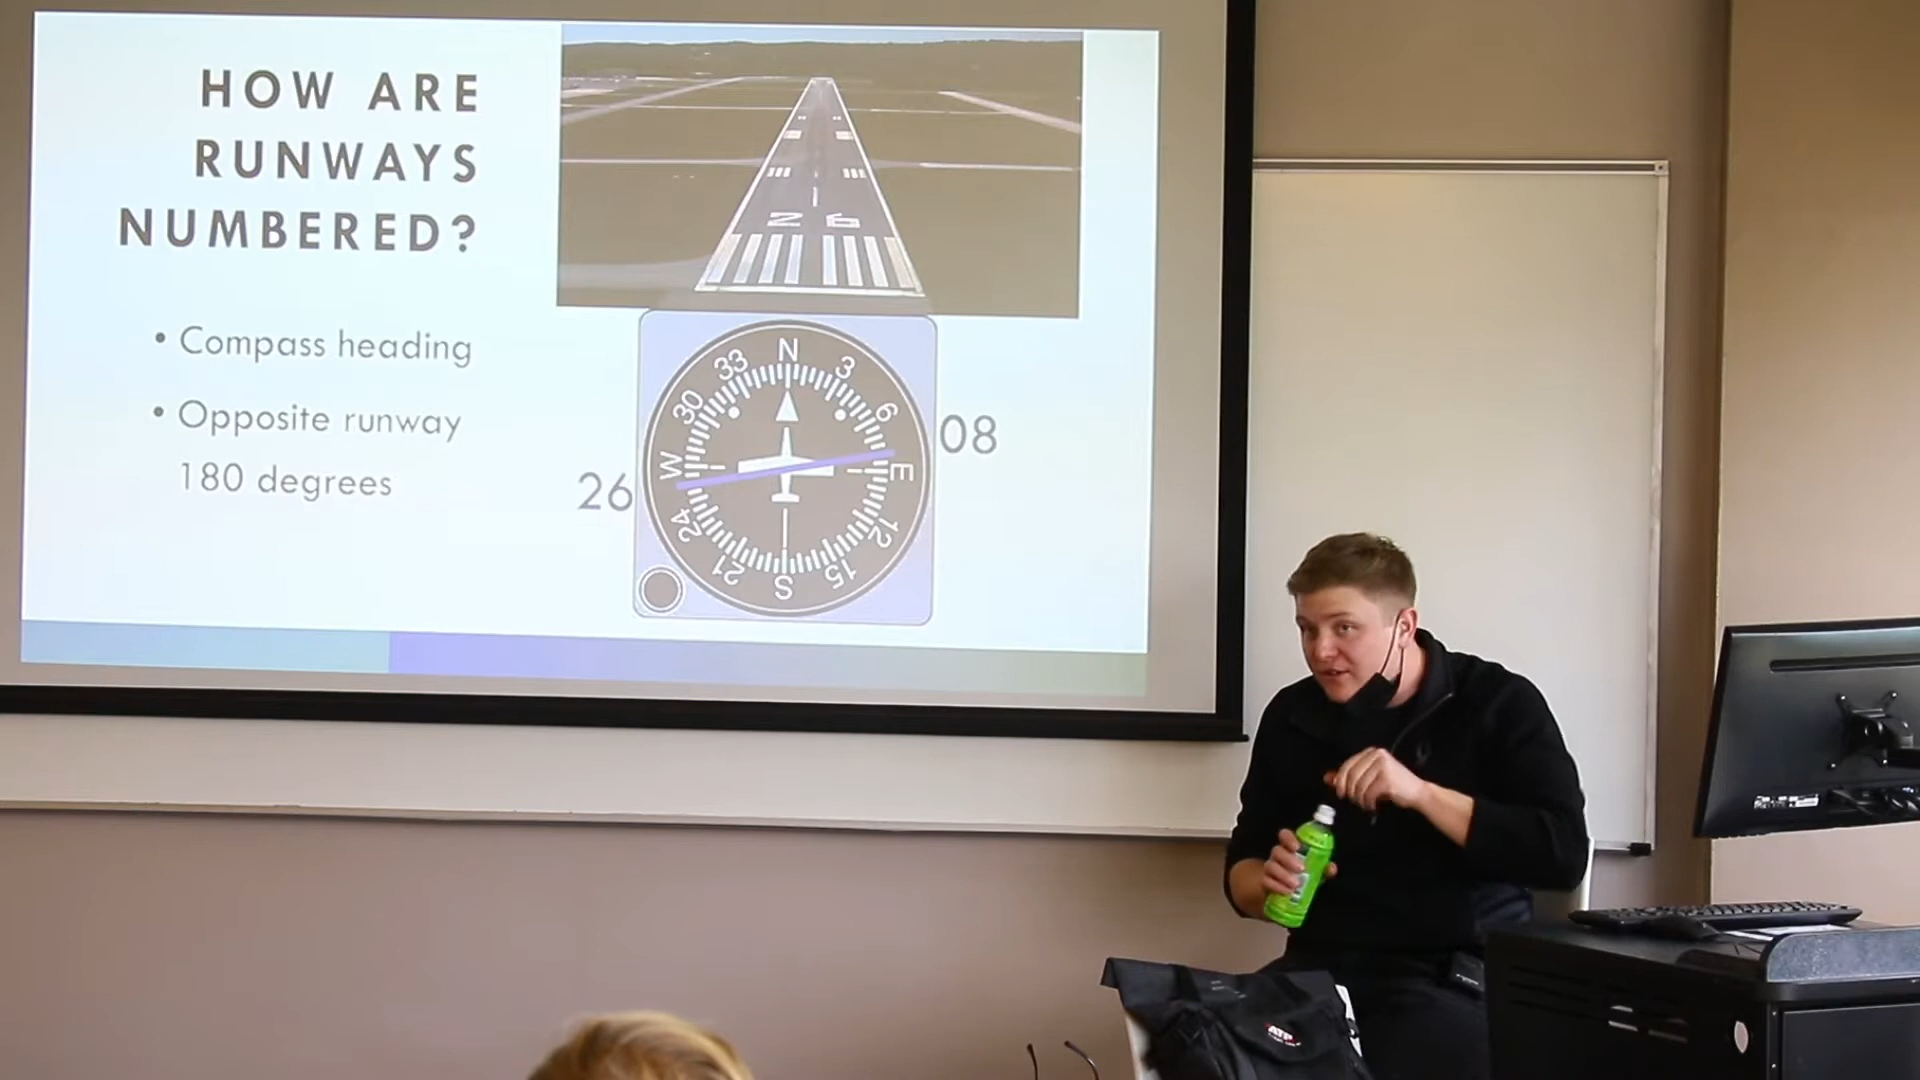 HOW ARE
RUNWAYS
NUMBERED?
• Compass heading
• Opposite runway
180 degrees
26
N
3
6
E
12
15
S
21
24
W
30
33
08
26
ATP